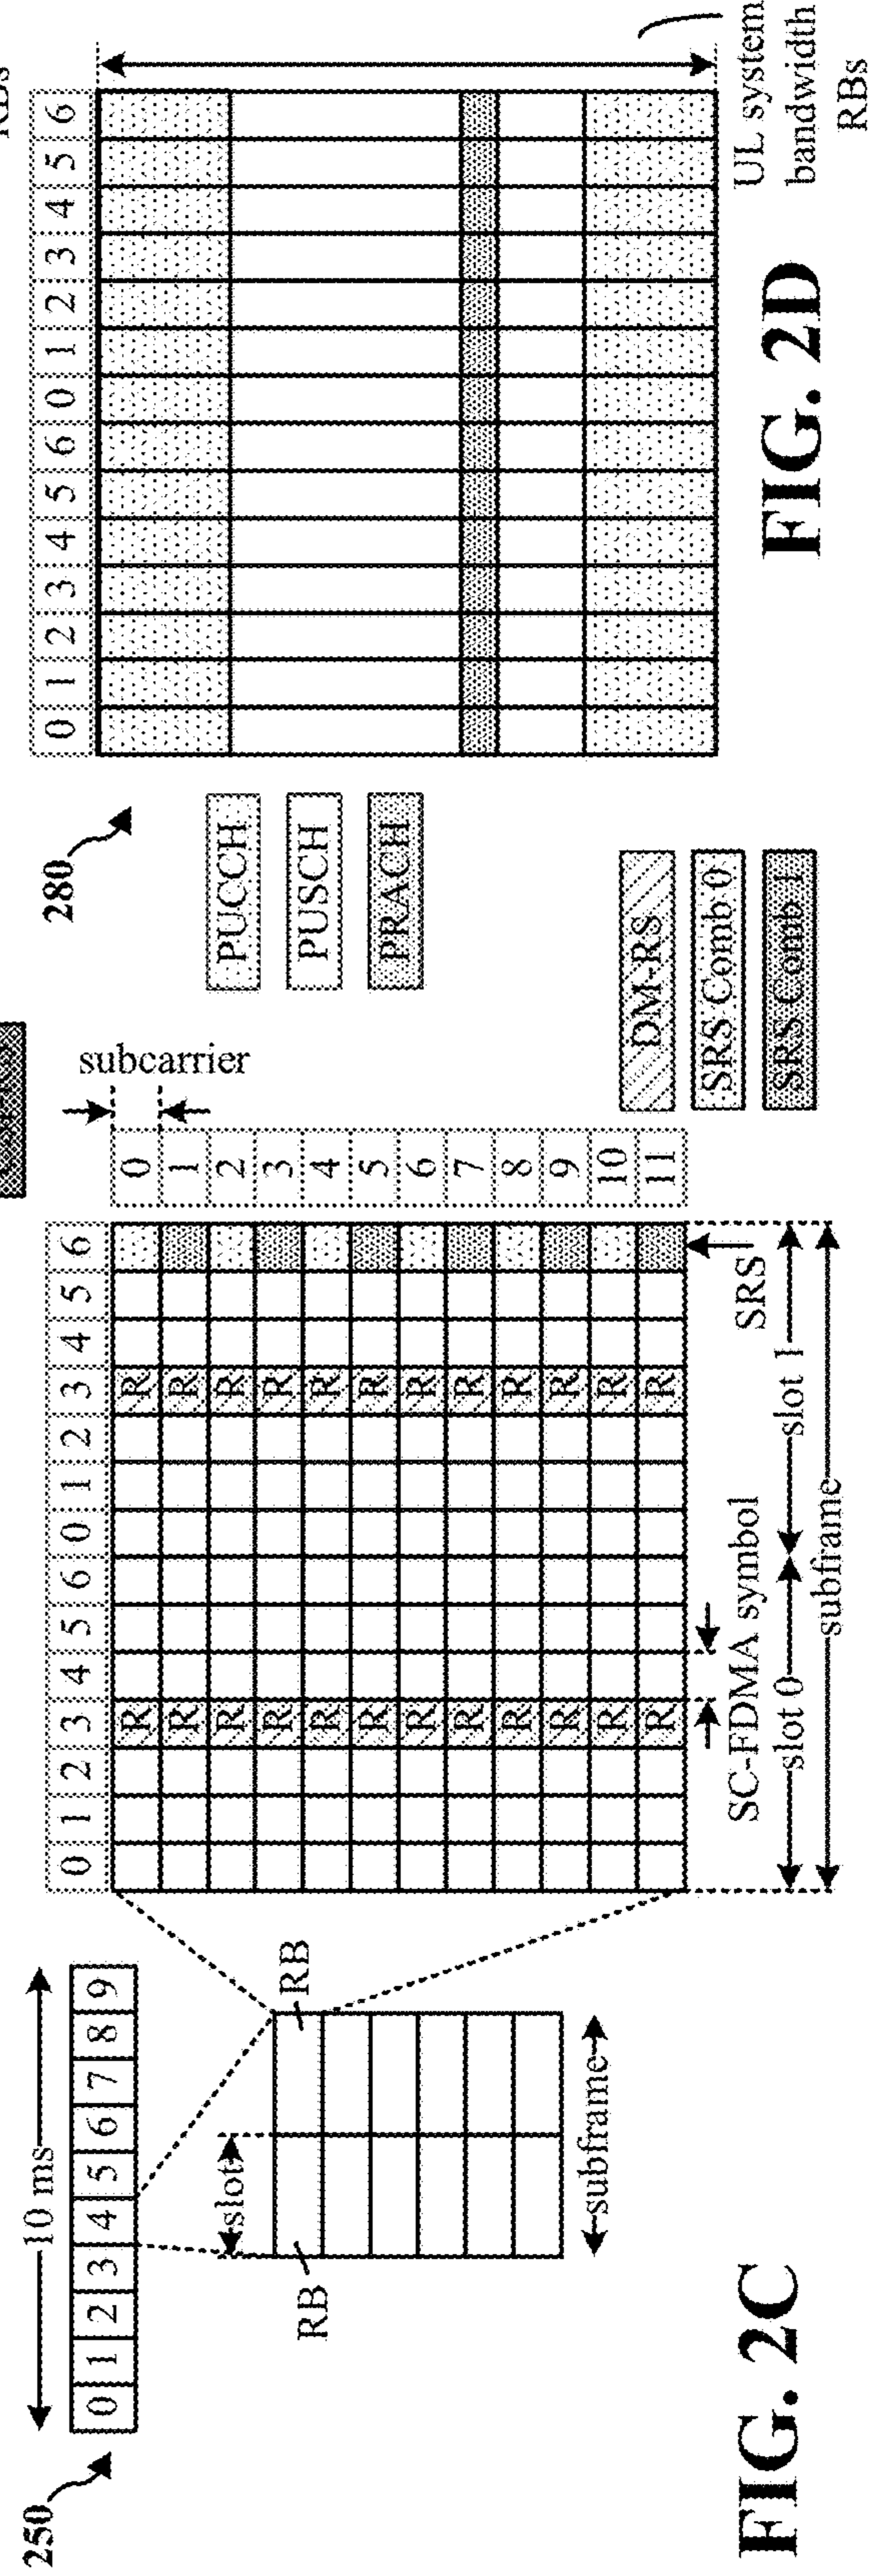 250
10 ms
0 1 2 3 4 5 6 7 8 9
slot
RB
RB
subframe
FIG. 2C
0 1 2 3 4 5 6 0 1 2 3 4 5 6
R R
R R
R R
R R
R R
R R
R R
R R
R R
R R
R R
R R
subcarrier
0
1
2
3
4
5
6
7
8
9
10
11
SC-FDMA symbol
SRS
slot 0
slot 1
subframe
DM-RS
SRS Comb 0
SRS Comb 1
280
PUCCH
PUSCH
PRACH
0 1 2 3 4 5 6 0 1 2 3 4 5 6
UL system
bandwidth
RBs
FIG. 2D